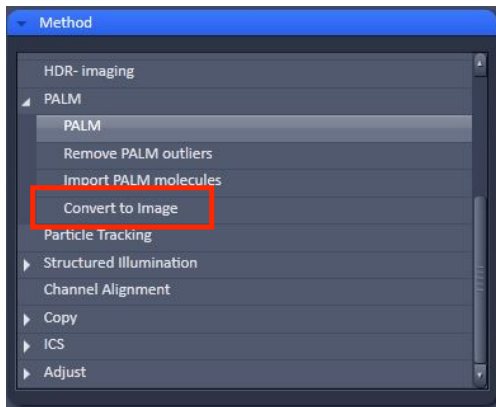 Method
HDR- imaging
PALM
PALM
Remove PALM outliers
Import PALM molecules
Convert to Image
Particle Tracking
Structured Illumination
Channel Alignment
Copy
ICS
Adjust